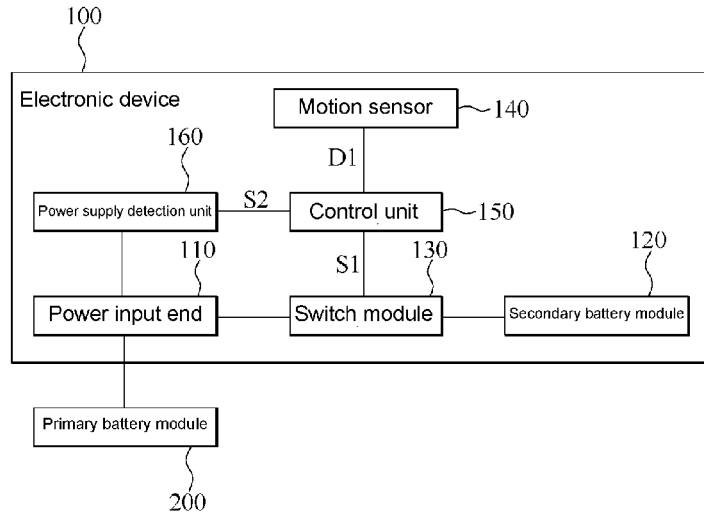 100
Electronic device
Motion sensor
140
160
D1
Power supply detection unit
S2
Control unit
150
110
S1
130
120
Power input end
Switch module
Secondary battery module
Primary battery module
200